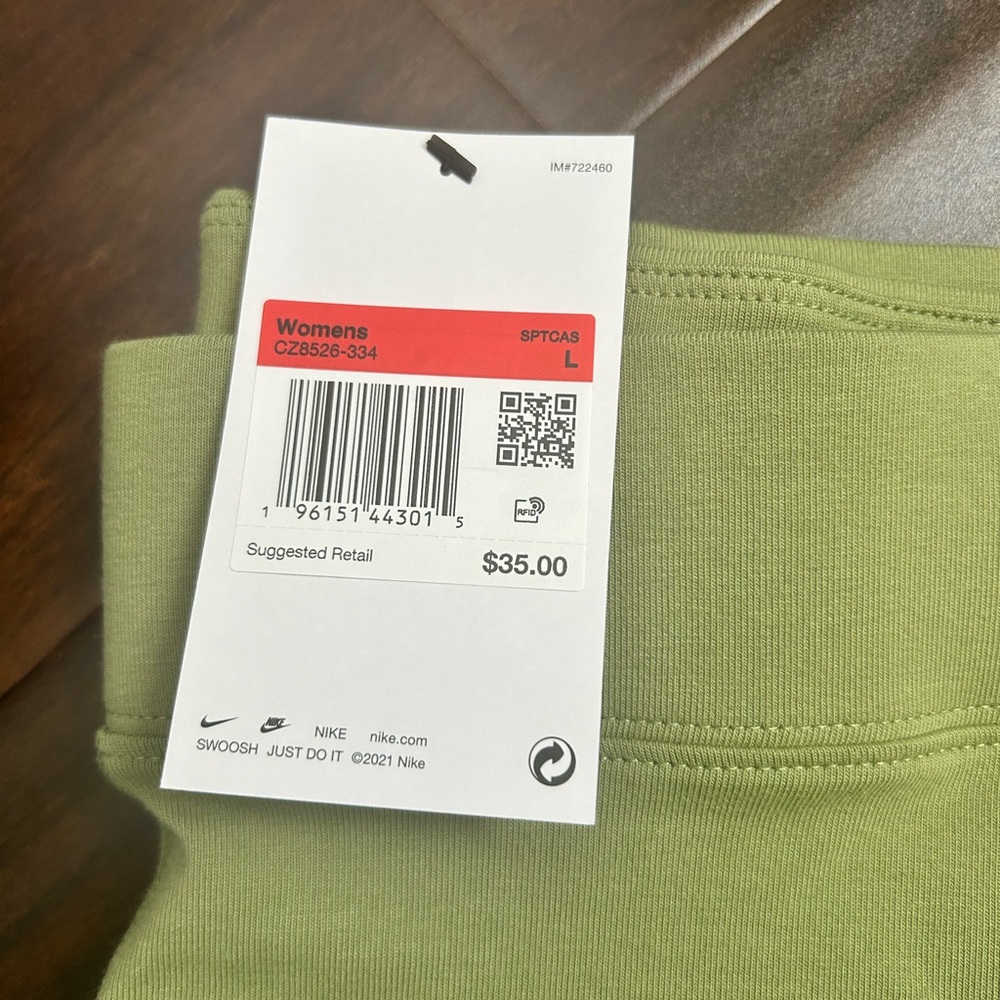 IM#722460
Womens
SPTCAS
CZ8526-334
L
RFID
1 96151 44301 5
Suggested Retail
$35.00
NIKE NIKE nike.com
SWOOSH JUST DO IT ©2021 Nike